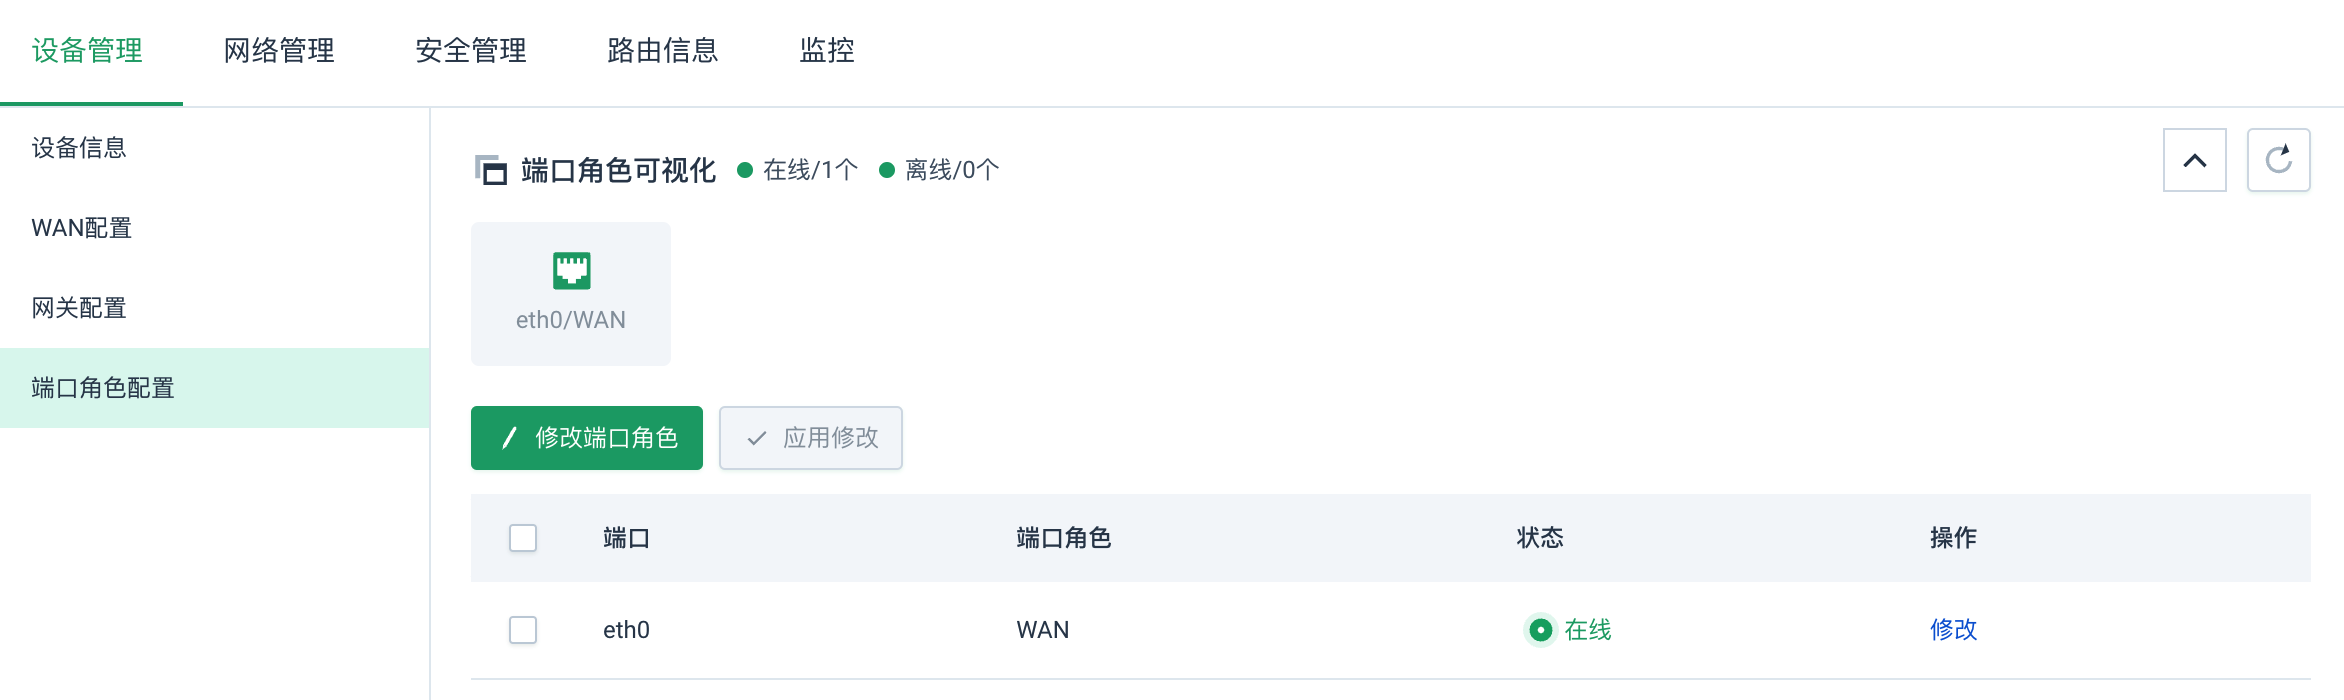 设备管理 网络管理 安全管理 路由信息 监控
设备信息
WAN配置
网关配置
端口角色配置
端口角色可视化 在线/1个 离线/0个
eth0/WAN
修改端口角色 应用修改
端口 端口角色 状态 操作
eth0 WAN 在线 修改